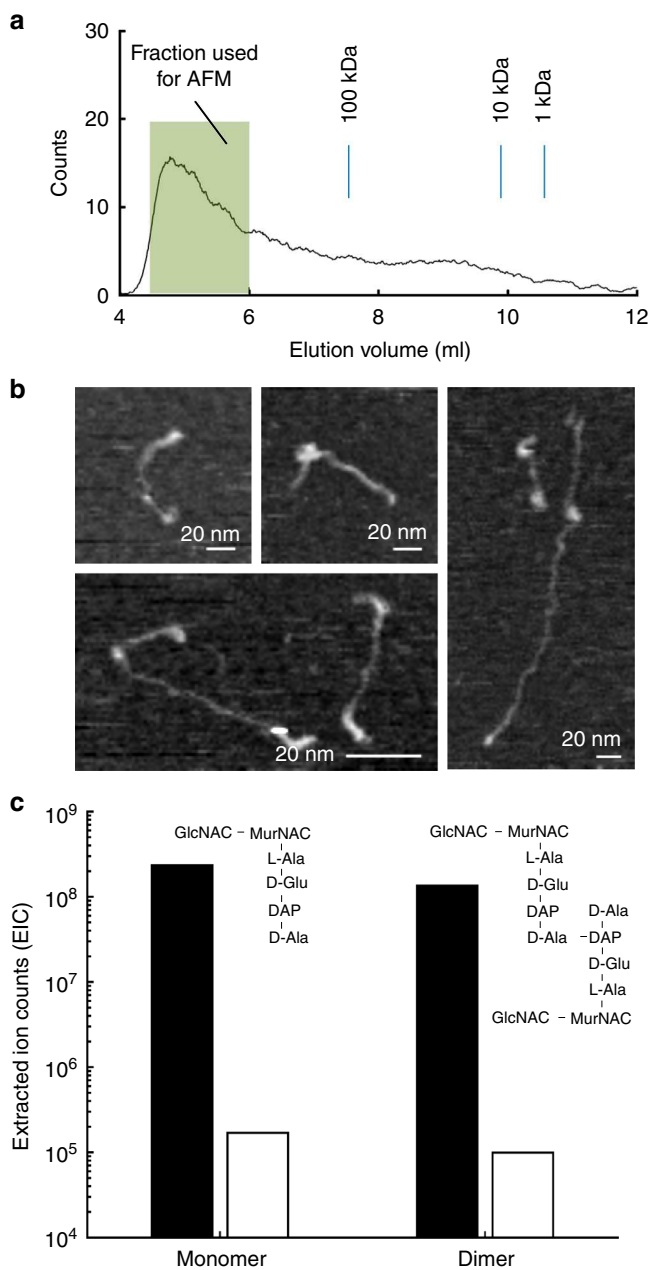 a
30
20
10
0
Counts
Fraction used
for AFM
100 kDa
10 kDa
1 kDa
4
6
8
10
12
Elution volume (ml)
b
20 nm
20 nm
20 nm
20 nm
c
Extracted ion counts (EIC)
10⁹
10⁸
10⁷
10⁶
10⁵
10⁴
GlcNAC – MurNAC
L-Ala
D-Glu
DAP
D-Ala
GlcNAC – MurNAC
L-Ala
D-Glu
DAP D-Ala
D-Ala –DAP
D-Glu
L-Ala
GlcNAC – MurNAC
Monomer
Dimer